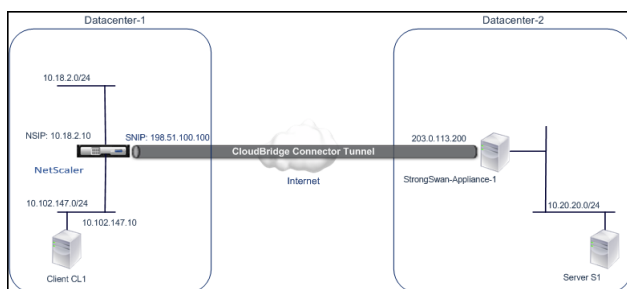 Datacenter-1
Datacenter-2
10.18.2.0/24
NSIP: 10.18.2.10
SNIP: 198.51.100.100
203.0.113.200
CloudBridge Connector Tunnel
NetScaler
Internet
StrongSwan-Appliance-1
10.102.147.0/24
10.102.147.10
10.20.20.0/24
Client CL1
Server S1